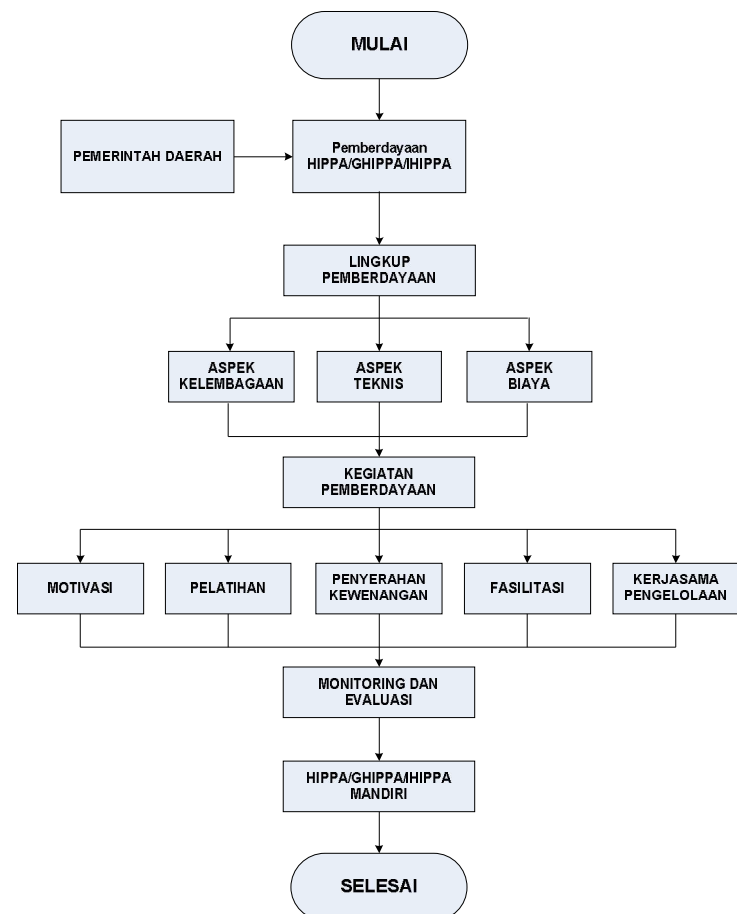 MULAI
PEMERINTAH DAERAH
Pemberdayaan
HIPPA/GHIPPA/IHIPPA
LINGKUP
PEMBERDAYAAN
ASPEK
KELEMBAGAAN
ASPEK
TEKNIS
ASPEK
BIAYA
KEGIATAN
PEMBERDAYAAN
MOTIVASI
PELATIHAN
PENYERAHAN
KEWENANGAN
FASILITASI
KERJASAMA
PENGELOLAAN
MONITORING DAN
EVALUASI
HIPPA/GHIPPA/IHIPPA
MANDIRI
SELESAI